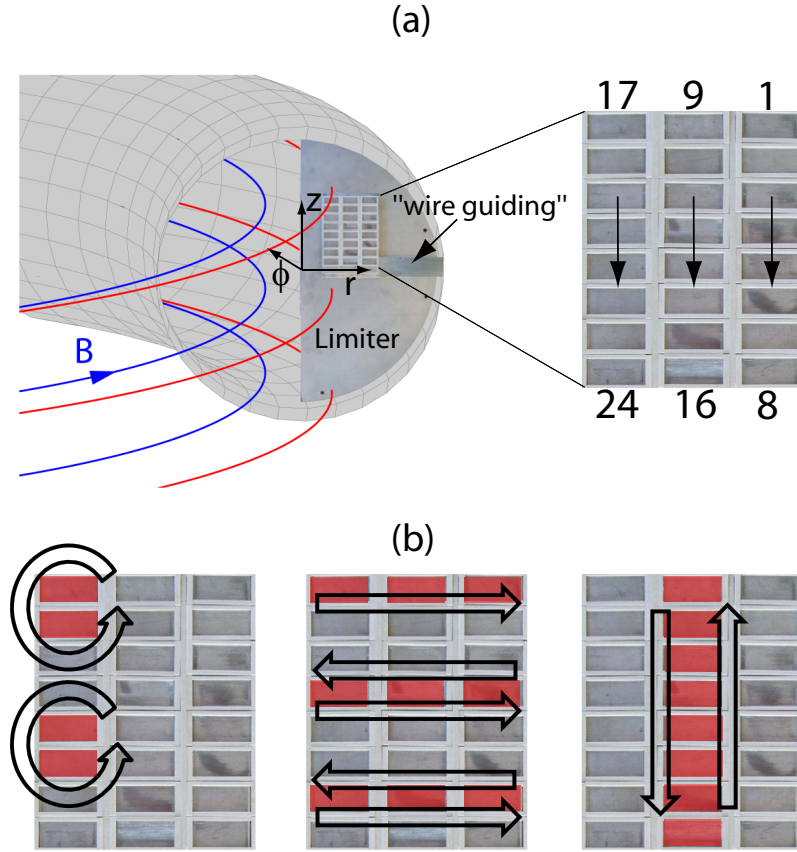 (a)
17 9 1
z
"wire guiding"
ϕ
r
Limiter
B
24 16 8
(b)